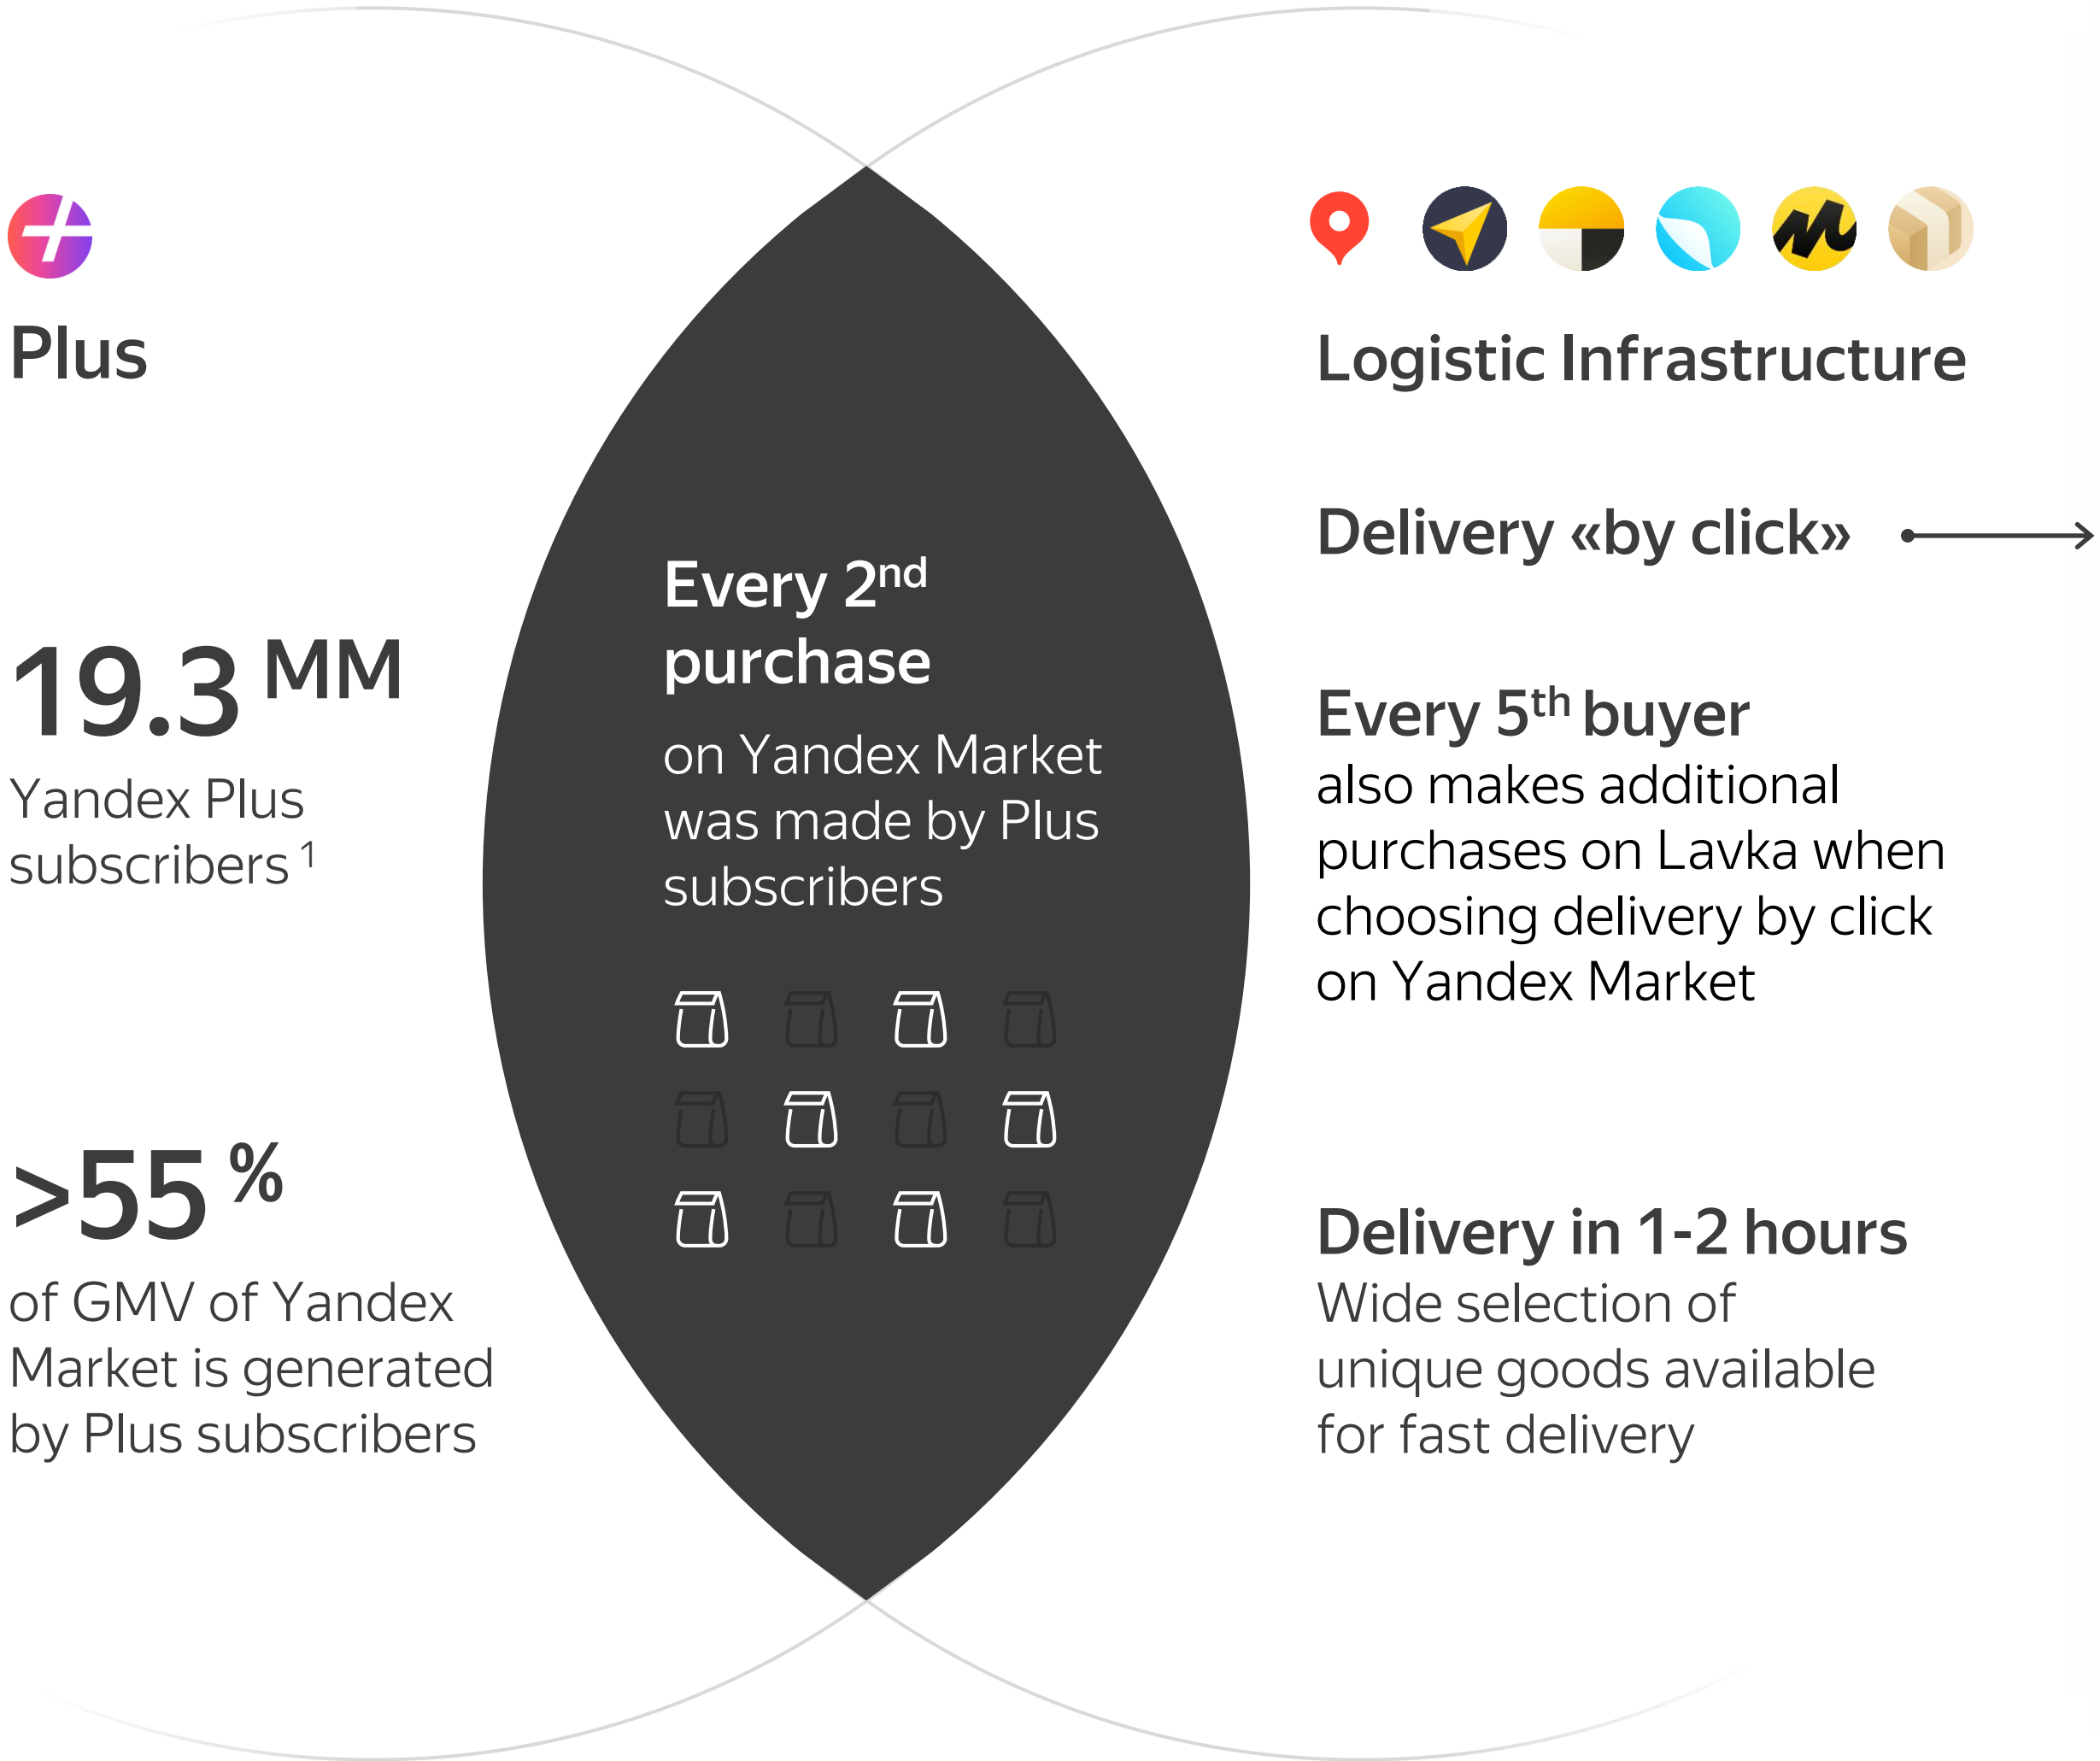 Plus
19.3 MM
Yandex Plus
subscribers 1
>55 %
of GMV of Yandex
Market is generated
by Plus subscribers
Every 2nd
purchase
on Yandex Market
was made by Plus
subscribers
Logistic Infrastructure
Delivery «by click»
Every 5th buyer
also makes additional
purchases on Lavka when
choosing delivery by click
on Yandex Market
Delivery in 1-2 hours
Wide selection of
unique goods available
for fast delivery